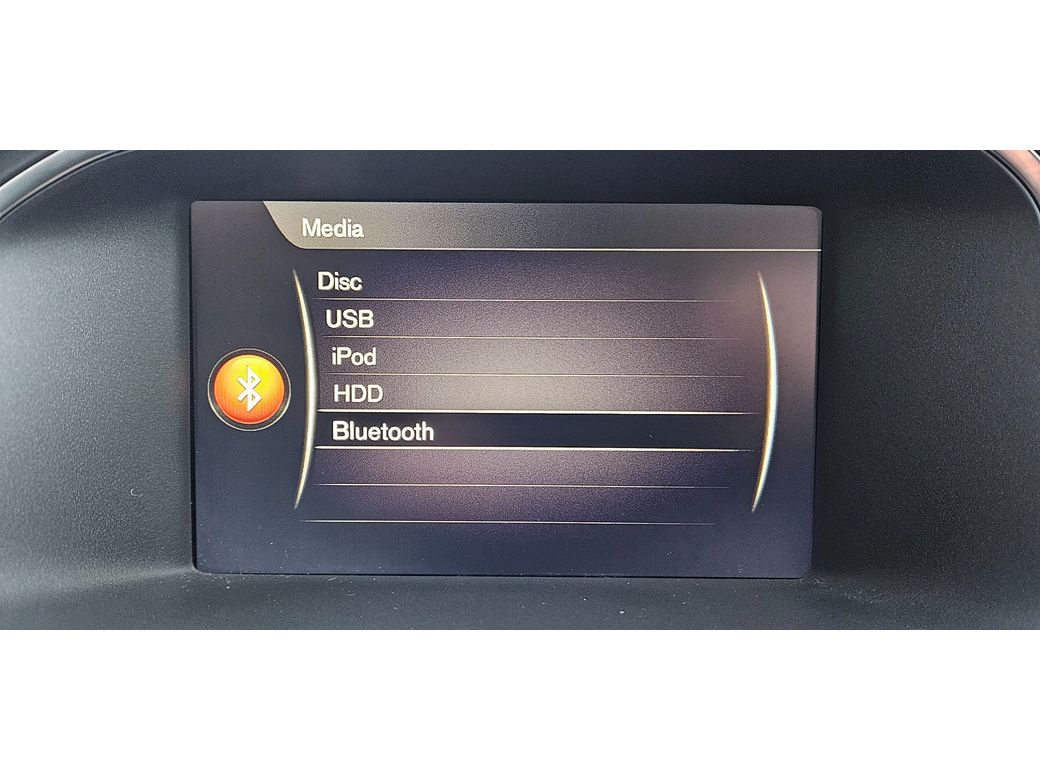 Media
Disc
USB
iPod
HDD
Bluetooth